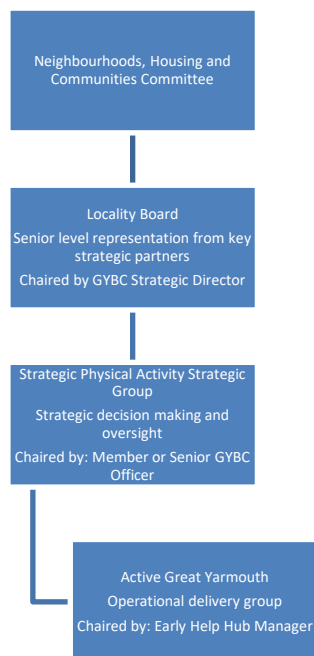 Neighbourhoods, Housing and
Communities Committee
Locality Board
Senior level representation from key
strategic partners
Chaired by GYBC Strategic Director
Strategic Physical Activity Strategic
Group
Strategic decision making and
oversight
Chaired by: Member or Senior GYBC
Officer
Active Great Yarmouth
Operational delivery group
Chaired by: Early Help Hub Manager